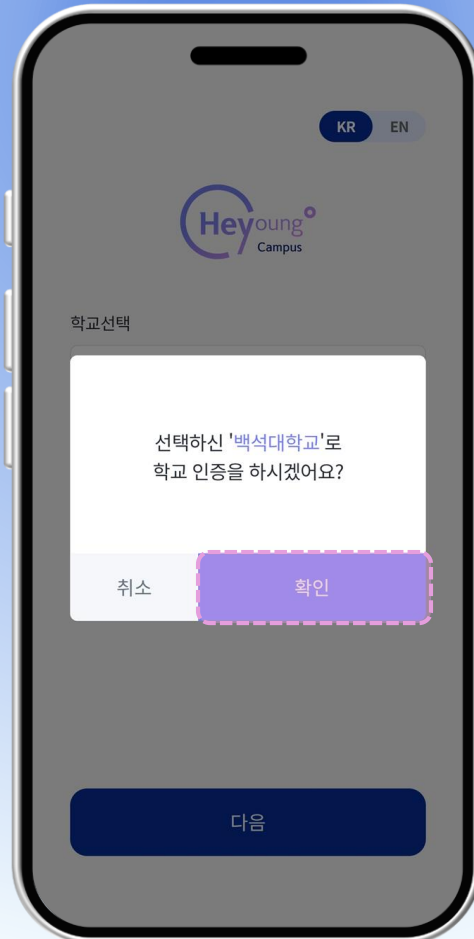 KR EN
Heyoung
Campus
학교선택
선택하신 '백석대학교'로
학교 인증을 하시겠어요?
취소 확인
다음